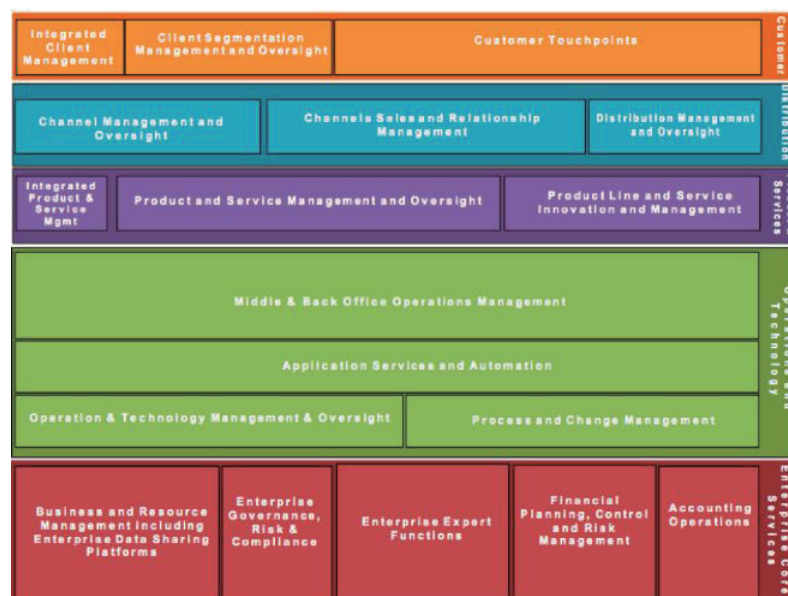 Integrated
Client
Management
Client Segmentation
Management and Oversight
Customer Touchpoints
Customer
Channel Management and
Oversight
Channels Sales and Relationship
Management
Distribution Management
and Oversight
Distribution
Integrated
Product &
Service
Mgmt
Product and Service Management and Oversight
Product Line and Service
Innovation and Management
Services
Middle & Back Office Operations Management
Application Services and Automation
Operation & Technology Management & Oversight
Process and Change Management
Operations and
Technology
Business and Resource
Management including
Enterprise Data Sharing
Platforms
Enterprise
Governance,
Risk &
Compliance
Enterprise Expert
Functions
Financial
Planning, Control
and Risk
Management
Accounting
Operations
Enterprise Core
Services